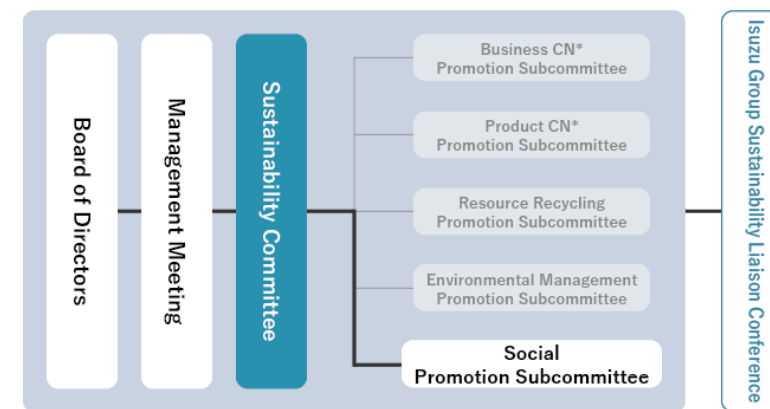 Board of Directors
Management Meeting
Sustainability Committee
Business CN*
Promotion Subcommittee
Product CN*
Promotion Subcommittee
Resource Recycling
Promotion Subcommittee
Environmental Management
Promotion Subcommittee
Social
Promotion Subcommittee
Isuzu Group Sustainability Liaison Conference